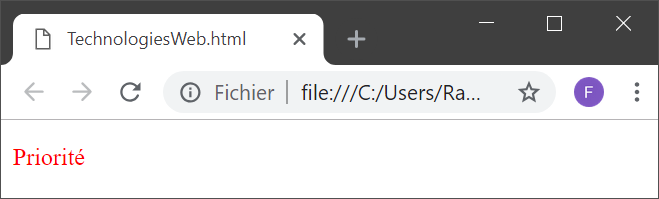 TechnologiesWeb.html
Fichier file:///C:/Users/Ra...
F
Priorité